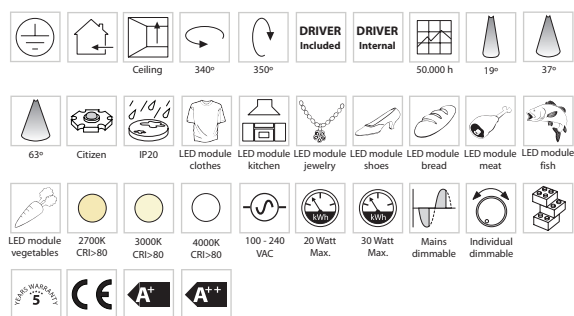 DRIVER
Included
DRIVER
Internal
Ceiling
340º
350º
50.000 h
19º
37º
63º
Citizen
IP20
LED module
clothes
LED module
kitchen
LED module
jewelry
LED module
shoes
LED module
bread
LED module
meat
LED module
fish
kWh
kWh
LED module
vegetables
2700K
CRI>80
3000K
CRI>80
4000K
CRI>80
100 - 240
VAC
20 Watt
Max.
30 Watt
Max.
Mains
dimmable
Individual
dimmable
YEARS WARRANTY
5
CE
A+
A++